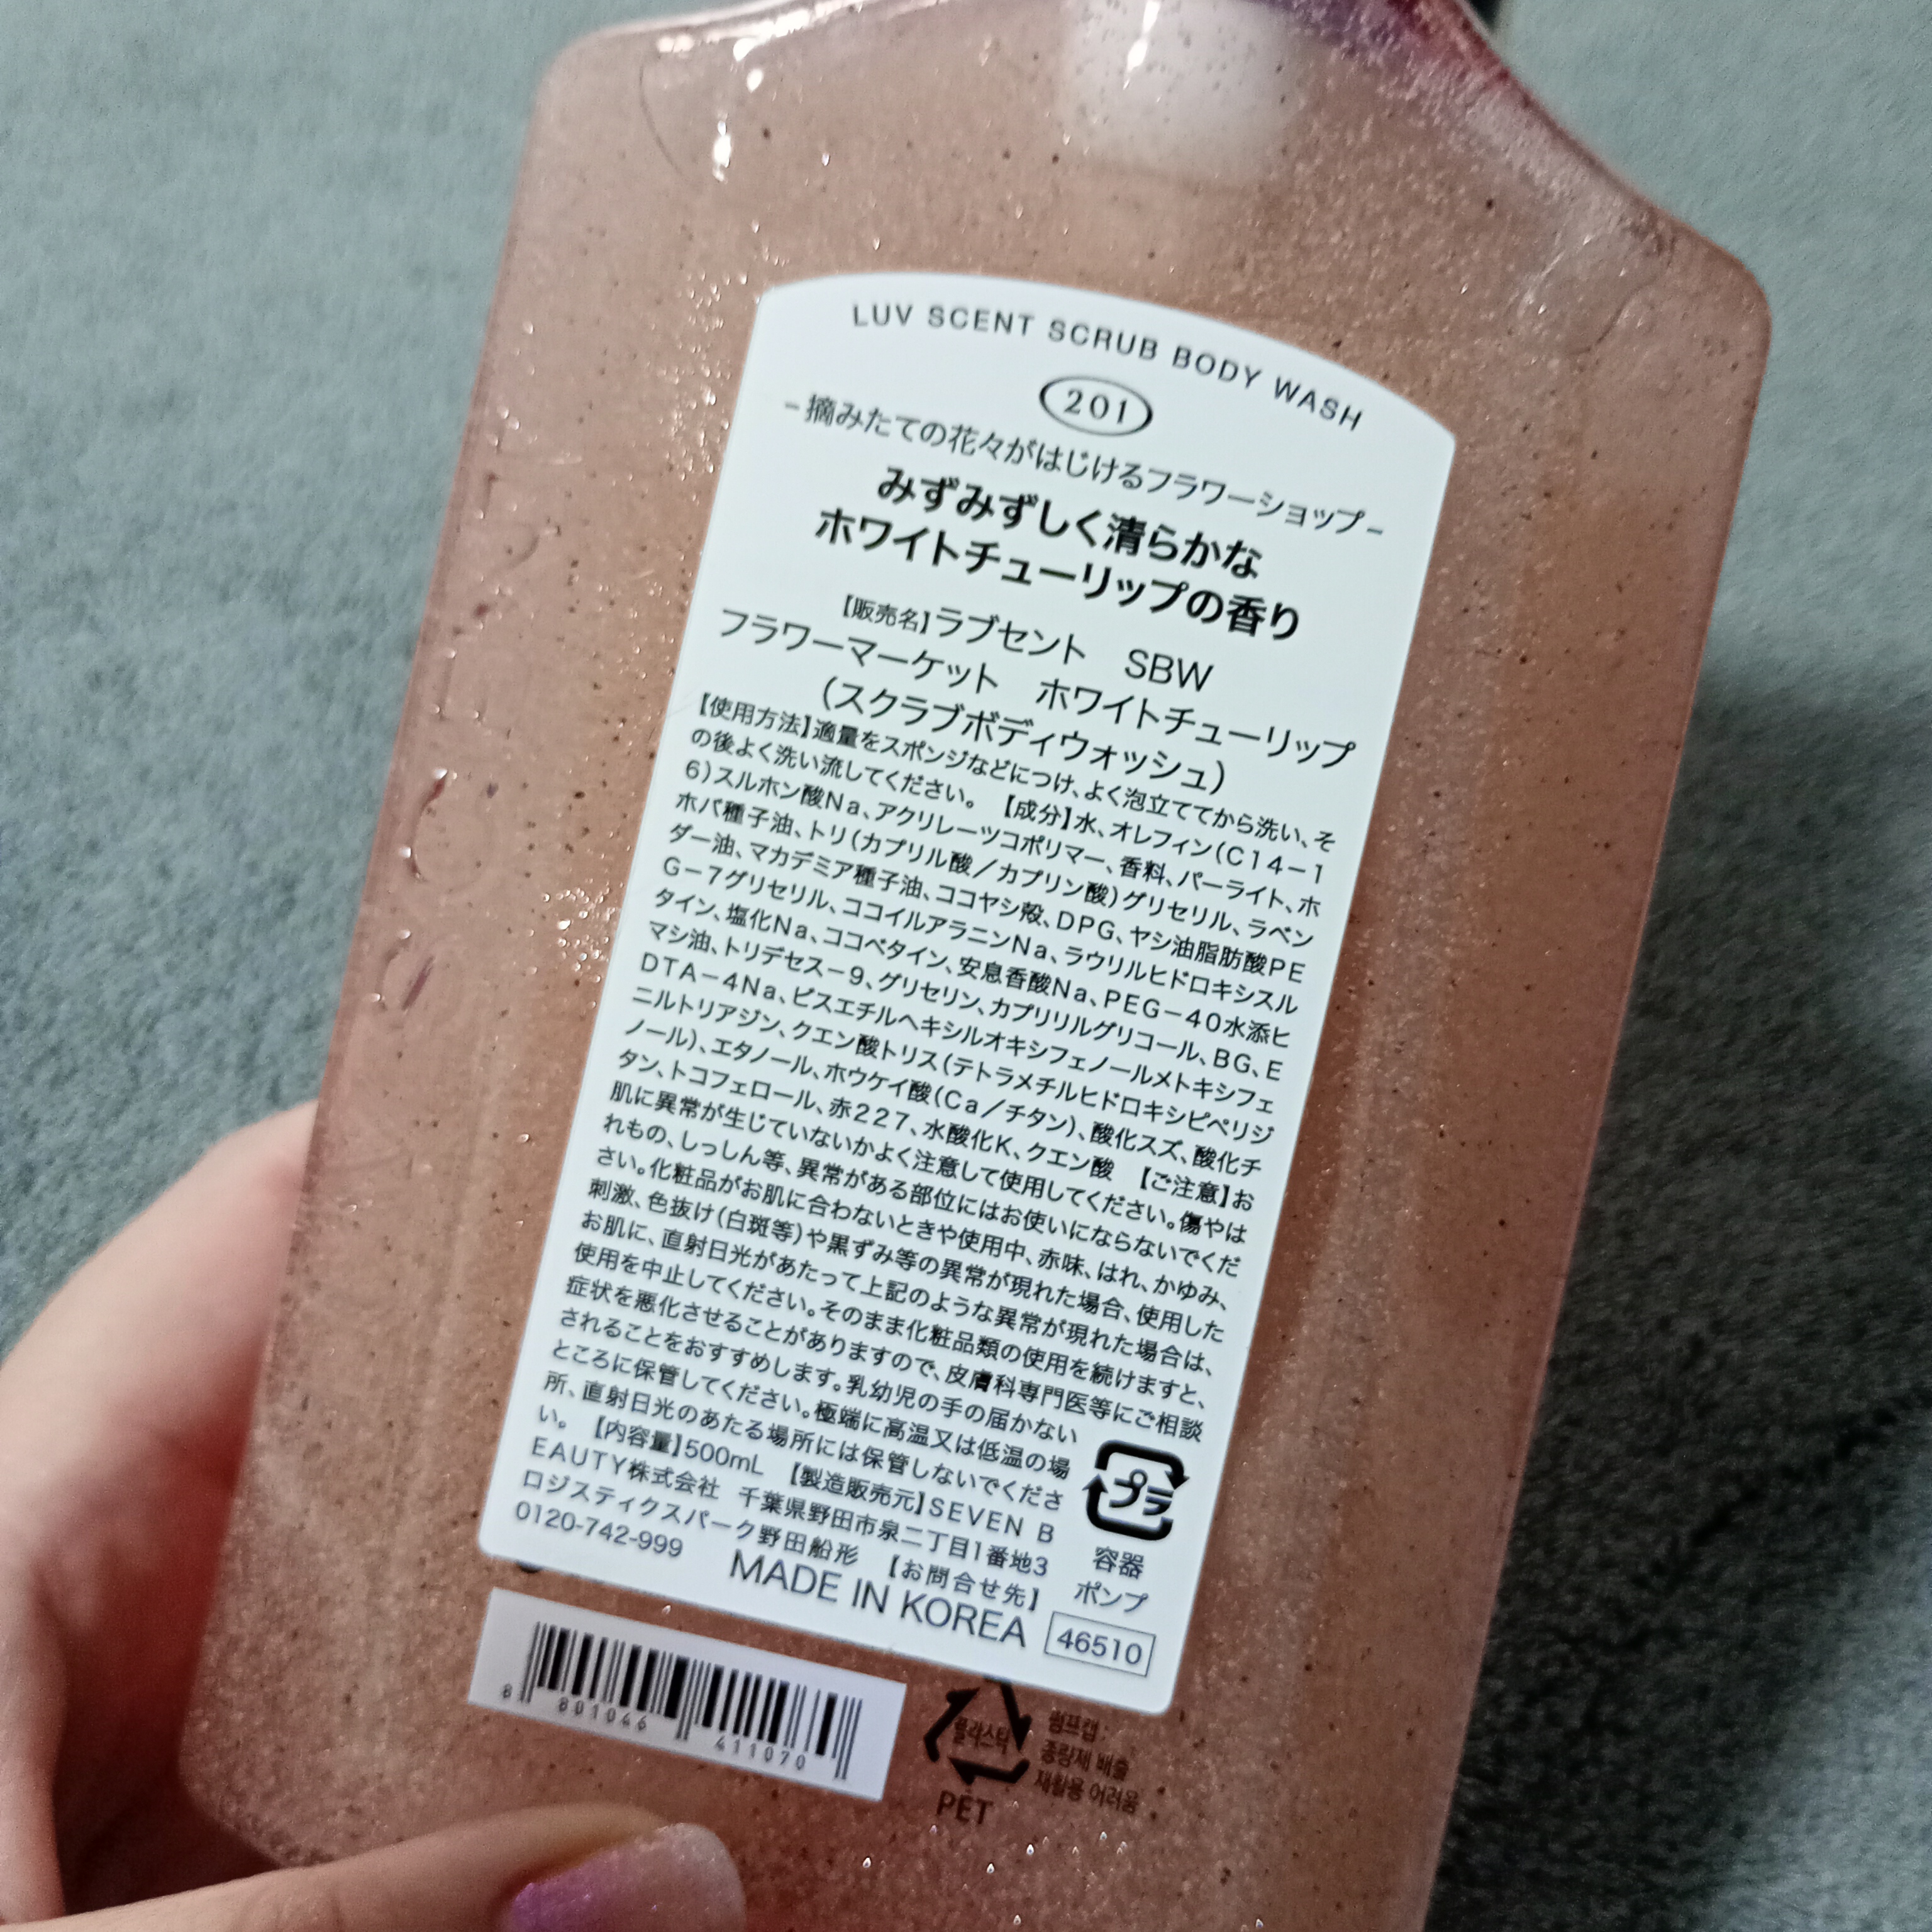 LUV SCENT SCRUB BODY WASH
201
-摘みたての花々がはじけるフラワーショップ-
みずみずしく清らかな
ホワイトチューリップの香り
【販売名】ラブセント SBW
フラワーマーケット ホワイトチューリップ
(スクラブボディウォッシュ)
【使用方法】適量をスポンジなどにつけ、よく泡立ててから洗い、そ
の後よく洗い流してください。 【成分】水、オレフィン(C14-1
6)スルホン酸Na、アクリレーツコポリマー、香料、パーライト、ホ
ホバ種子油、トリ(カプリル酸/カプリン酸)グリセリル、ラベン
ダー油、マカデミア種子油、ココヤシ殻、DPG、ヤシ油脂肪酸PE
G-7グリセリル、ココイルアラニンNa、ラウリルヒドロキシスル
タイン、塩化Na、ココベタイン、安息香酸Na、PEG-40水添ヒ
マシ油、トリデセス-9、グリセリン、カプリリルグリコール、BG、E
DTA-4Na、ビスエチルヘキシルオキシフェノールメトキシフェ
ニルトリアジン、クエン酸トリス(テトラメチルヒドロキシピペリジ
ノール)、エタノール、ホウケイ酸(Ca/チタン)、酸化スズ、酸化チ
タン、トコフェロール、赤227、水酸化K、クエン酸 【ご注意】お
肌に異常が生じていないかよく注意して使用してください。傷やは
れもの、しっしん等、異常がある部位にはお使いにならないでくだ
さい。化粧品がお肌に合わないときや使用中、赤味、はれ、かゆみ、
刺激、色抜け(白斑等)や黒ずみ等の異常が現れた場合、使用した
お肌に、直射日光があたって上記のような異常が現れた場合は、
使用を中止してください。そのまま化粧品類の使用を続けますと、
症状を悪化させることがありますので、皮膚科専門医等にご相談
されることをおすすめします。乳幼児の手の届かない
ところに保管してください。極端に高温又は低温の場
所、直射日光のあたる場所には保管しないでくださ
い。 【内容量】500mL 【製造販売元】SEVEN B
EAUTY株式会社 千葉県野田市泉二丁目1番地3
ロジスティクスパーク野田船形 【お問合せ先】
0120-742-999
プラ
容器
ポンプ
MADE IN KOREA 46510
8 801046 411070
플라스틱
PET
펌프캡:
종량제 배출
재활용 어려움